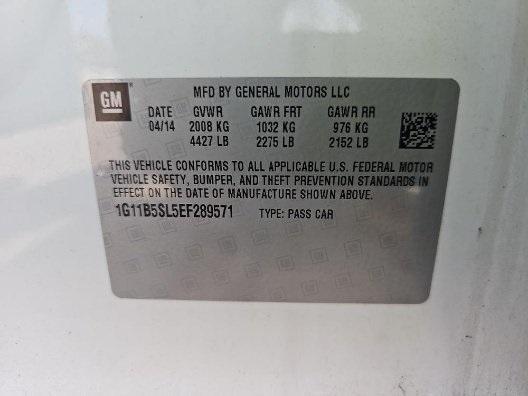 GM
MFD BY GENERAL MOTORS LLC
DATE GVWR GAWR FRT GAWR RR
04/14 2008 KG 1032 KG 976 KG
4427 LB 2275 LB 2152 LB
THIS VEHICLE CONFORMS TO ALL APPLICABLE U.S. FEDERAL MOTOR
VEHICLE SAFETY, BUMPER, AND THEFT PREVENTION STANDARDS IN
EFFECT ON THE DATE OF MANUFACTURE SHOWN ABOVE.
1G11B5SL5EF289571 TYPE: PASS CAR